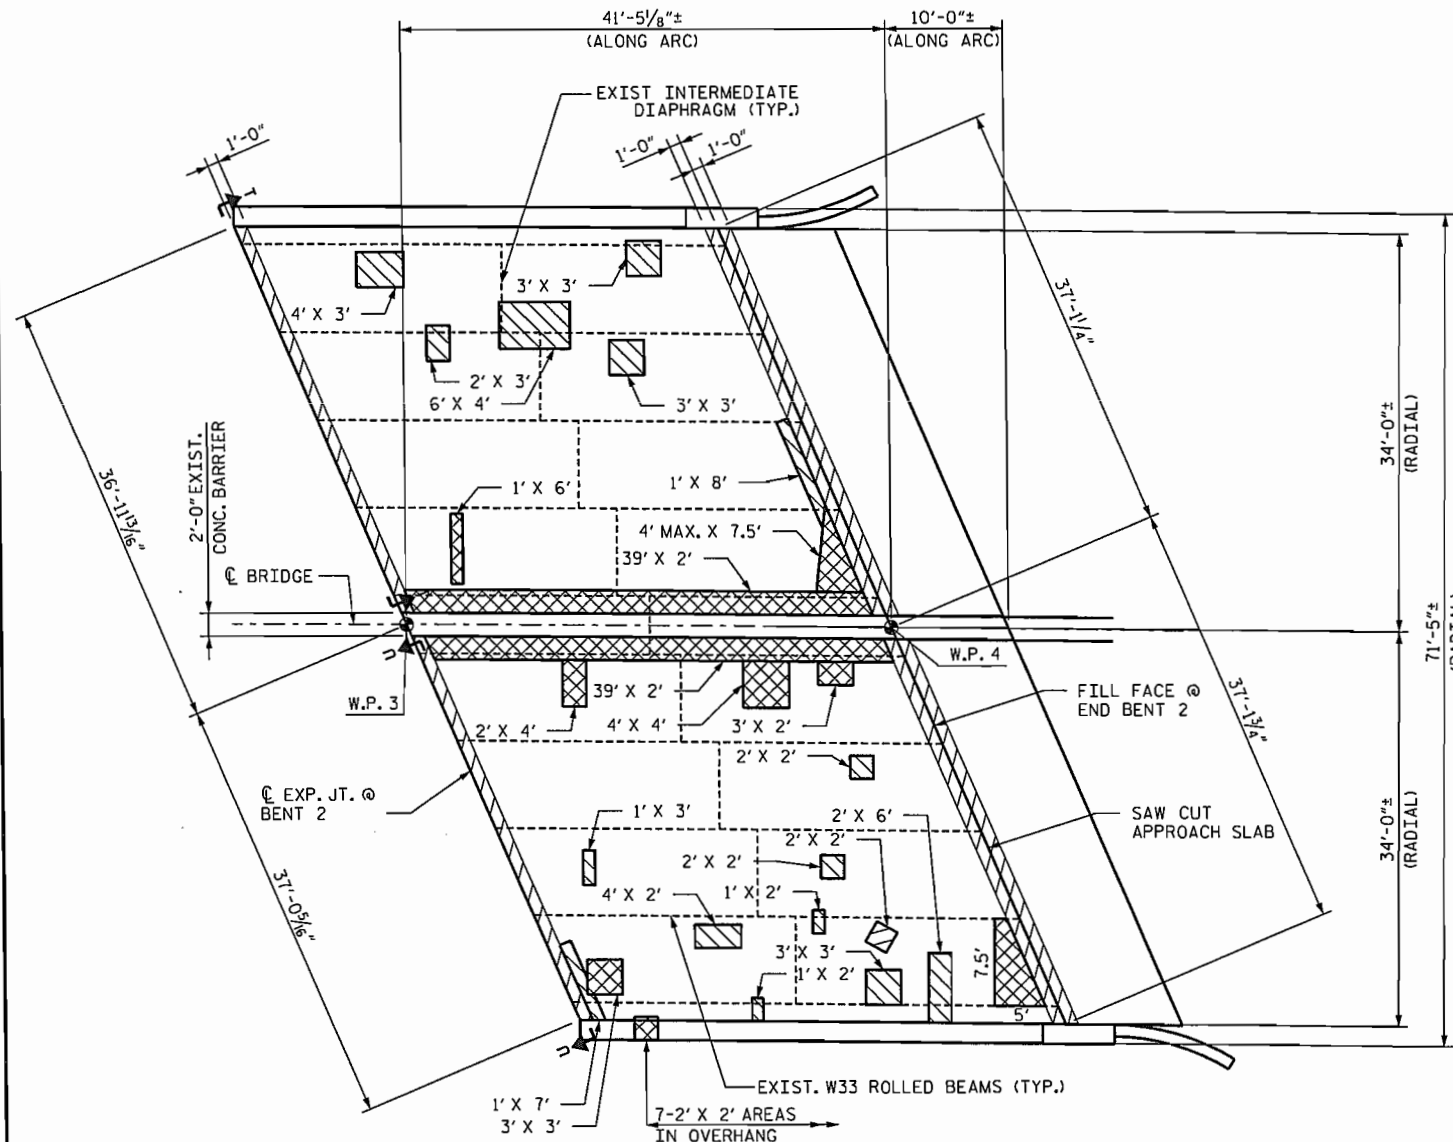 41'-5 1/8"±
(ALONG ARC)
10'-0"±
(ALONG ARC)
EXIST INTERMEDIATE
DIAPHRAGM (TYP.)
1'-0"
1'-0"
1'-0"
3' X 3'
4' X 3'
2' X 3'
6' X 4'
3' X 3'
37'-1 1/4"
34'-0"±
(RADIAL)
36'-11 13/16"
2'-0" EXIST.
CONC. BARRIER
1' X 6'
1' X 8'
4' MAX. X 7.5'
39' X 2'
℄ BRIDGE
71'-5"±
W.P. 4
W.P. 3
39' X 2'
2' X 4'
4' X 4'
3' X 2'
FILL FACE @
END BENT 2
37'-1 3/4"
2' X 2'
℄ EXP. JT. @
BENT 2
1' X 3'
2' X 6'
2' X 2'
SAW CUT
APPROACH SLAB
34'-0"±
(RADIAL)
2' X 2'
4' X 2'
1' X 2'
37'-0 5/16"
3' X 3'
1' X 2'
7.5'
5'
EXIST. W33 ROLLED BEAMS (TYP.)
1' X 7'
3' X 3'
7-2' X 2' AREAS
IN OVERHANG